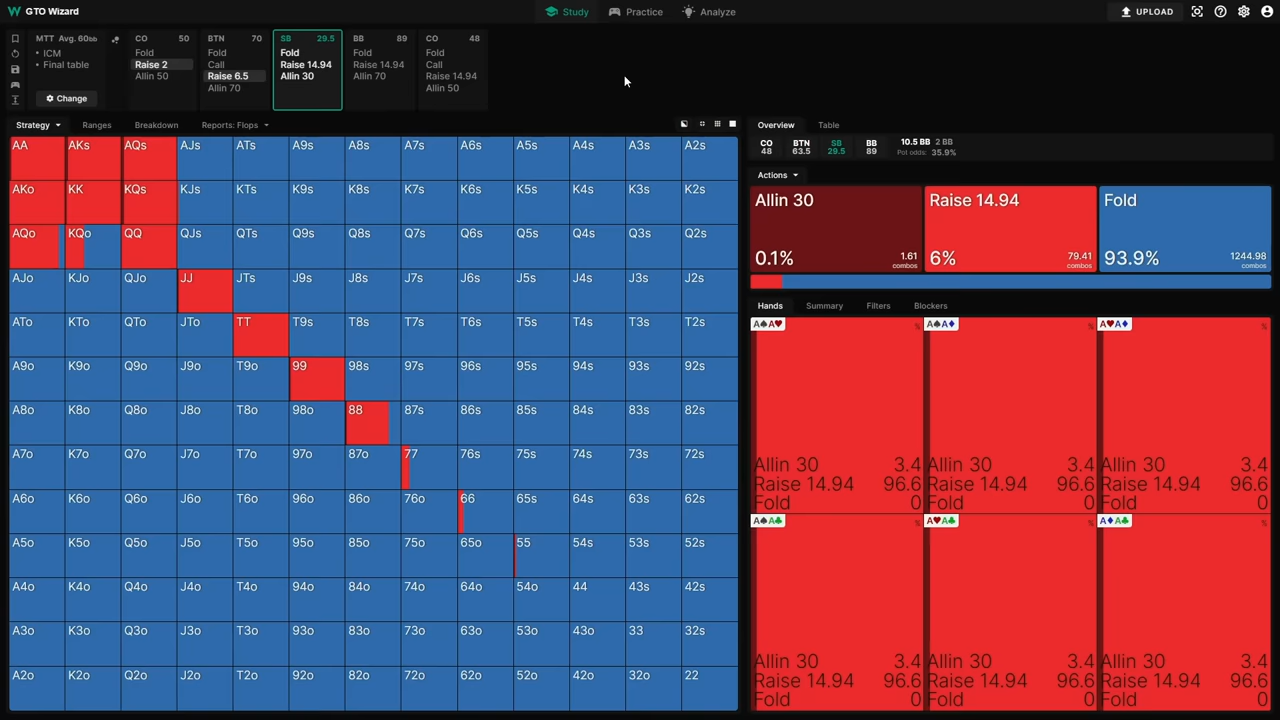 GTO Wizard
Study
Practice
Analyze
UPLOAD
MTT Avg. 60bb
• ICM
• Final table
Change
CO 50
Fold
Raise 2
Allin 50
BTN 70
Fold
Call
Raise 6.5
Allin 70
SB 29.5
Fold
Raise 14.94
Allin 30
BB 89
Fold
Raise 14.94
Allin 70
CO 48
Fold
Call
Raise 14.94
Allin 50
Strategy Ranges Breakdown Reports: Flops
AA AKs AQs AJs ATs A9s A8s A7s A6s A5s A4s A3s A2s
AKo KK KQs KJs KTs K9s K8s K7s K6s K5s K4s K3s K2s
AQo KQo QQ QJs QTs Q9s Q8s Q7s Q6s Q5s Q4s Q3s Q2s
AJo KJo QJo JJ JTs J9s J8s J7s J6s J5s J4s J3s J2s
ATo KTo QTo JTo TT T9s T8s T7s T6s T5s T4s T3s T2s
A9o K9o Q9o J9o T9o 99 98s 97s 96s 95s 94s 93s 92s
A8o K8o Q8o J8o T8o 98o 88 87s 86s 85s 84s 83s 82s
A7o K7o Q7o J7o T7o 97o 87o 77 76s 75s 74s 73s 72s
A6o K6o Q6o J6o T6o 96o 86o 76o 66 65s 64s 63s 62s
A5o K5o Q5o J5o T5o 95o 85o 75o 65o 55 54s 53s 52s
A4o K4o Q4o J4o T4o 94o 84o 74o 64o 54o 44 43s 42s
A3o K3o Q3o J3o T3o 93o 83o 73o 63o 53o 43o 33 32s
A2o K2o Q2o J2o T2o 92o 82o 72o 62o 52o 42o 32o 22
Overview Table
CO BTN SB BB 10.5 BB 2 BB
48 63.5 29.5 89 Pot odds: 35.9%
Actions
Allin 30
0.1% 1.61 combos
Raise 14.94
6% 79.41 combos
Fold
93.9% 1244.98 combos
Hands Summary Filters Blockers
A♠A♥ % A♠A♦ % A♥A♦ %
Allin 30 3.4 Allin 30 3.4 Allin 30 3.4
Raise 14.94 96.6 Raise 14.94 96.6 Raise 14.94 96.6
Fold 0 Fold 0 Fold 0
A♠A♣ % A♥A♣ % A♦A♣ %
Allin 30 3.4 Allin 30 3.4 Allin 30 3.4
Raise 14.94 96.6 Raise 14.94 96.6 Raise 14.94 96.6
Fold 0 Fold 0 Fold 0